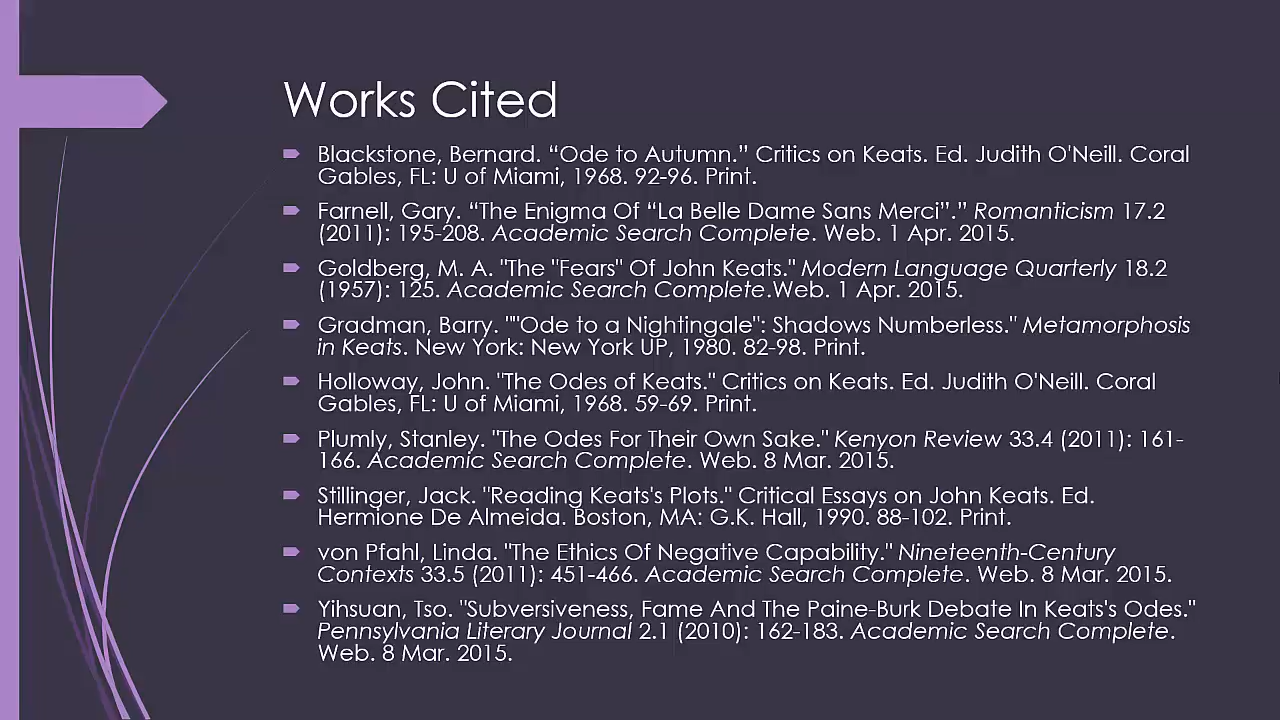 Works Cited
Blackstone, Bernard. “Ode to Autumn.” Critics on Keats. Ed. Judith O'Neill. Coral
Gables, FL: U of Miami, 1968. 92-96. Print.
Farnell, Gary. “The Enigma Of “La Belle Dame Sans Merci”.” Romanticism 17.2
(2011): 195-208. Academic Search Complete. Web. 1 Apr. 2015.
Goldberg, M. A. "The "Fears" Of John Keats." Modern Language Quarterly 18.2
(1957): 125. Academic Search Complete.Web. 1 Apr. 2015.
Gradman, Barry. ""Ode to a Nightingale": Shadows Numberless." Metamorphosis
in Keats. New York: New York UP, 1980. 82-98. Print.
Holloway, John. "The Odes of Keats." Critics on Keats. Ed. Judith O'Neill. Coral
Gables, FL: U of Miami, 1968. 59-69. Print.
Plumly, Stanley. "The Odes For Their Own Sake." Kenyon Review 33.4 (2011): 161-
166. Academic Search Complete. Web. 8 Mar. 2015.
Stillinger, Jack. "Reading Keats's Plots." Critical Essays on John Keats. Ed.
Hermione De Almeida. Boston, MA: G.K. Hall, 1990. 88-102. Print.
von Pfahl, Linda. "The Ethics Of Negative Capability." Nineteenth-Century
Contexts 33.5 (2011): 451-466. Academic Search Complete. Web. 8 Mar. 2015.
Yihsuan, Tso. "Subversiveness, Fame And The Paine-Burk Debate In Keats's Odes."
Pennsylvania Literary Journal 2.1 (2010): 162-183. Academic Search Complete.
Web. 8 Mar. 2015.